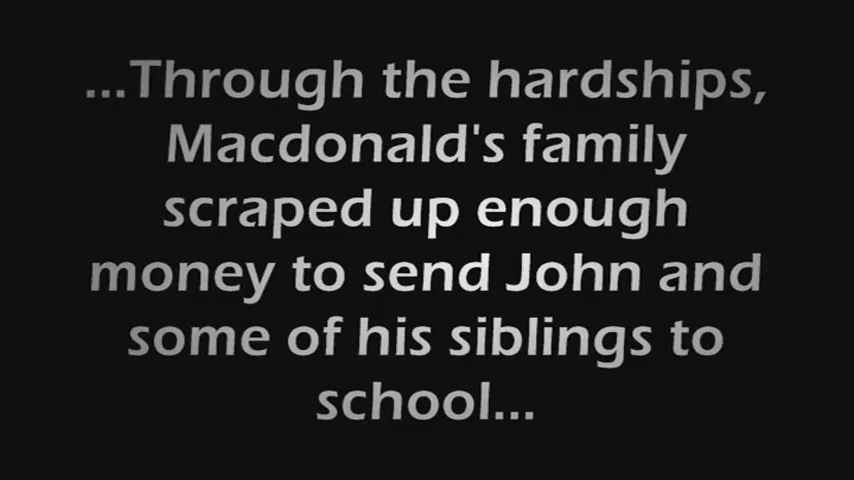 ...Through the hardships,
Macdonald's family
scraped up enough
money to send John and
some of his siblings to
school...